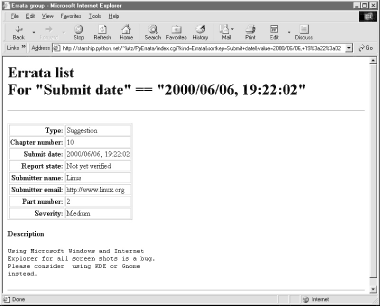 Errata group - Microsoft Internet Explorer
File Edit View Favorites Tools Help
Back Forward Stop Refresh Home Search Favorites History Mail Print Edit Discuss
Links Address http://starship.python.net/~lutz/PyErrata/index.cgi?kind=Errata&sortkey=Submit+date&value=2000/06/06,+19%3a22%3a02 Go
Errata list
For "Submit date" == "2000/06/06, 19:22:02"
Type: Suggestion
Chapter number: 10
Submit date: 2000/06/06, 19:22:02
Report state: Not yet verified
Submitter name: Linus
Submitter email: http://www.linux.org
Part number: 2
Severity: Medium
Description
Using Microsoft Windows and Internet
Explorer for all screen shots is a bug.
Please consider using KDE or Gnome
instead.
Done Internet